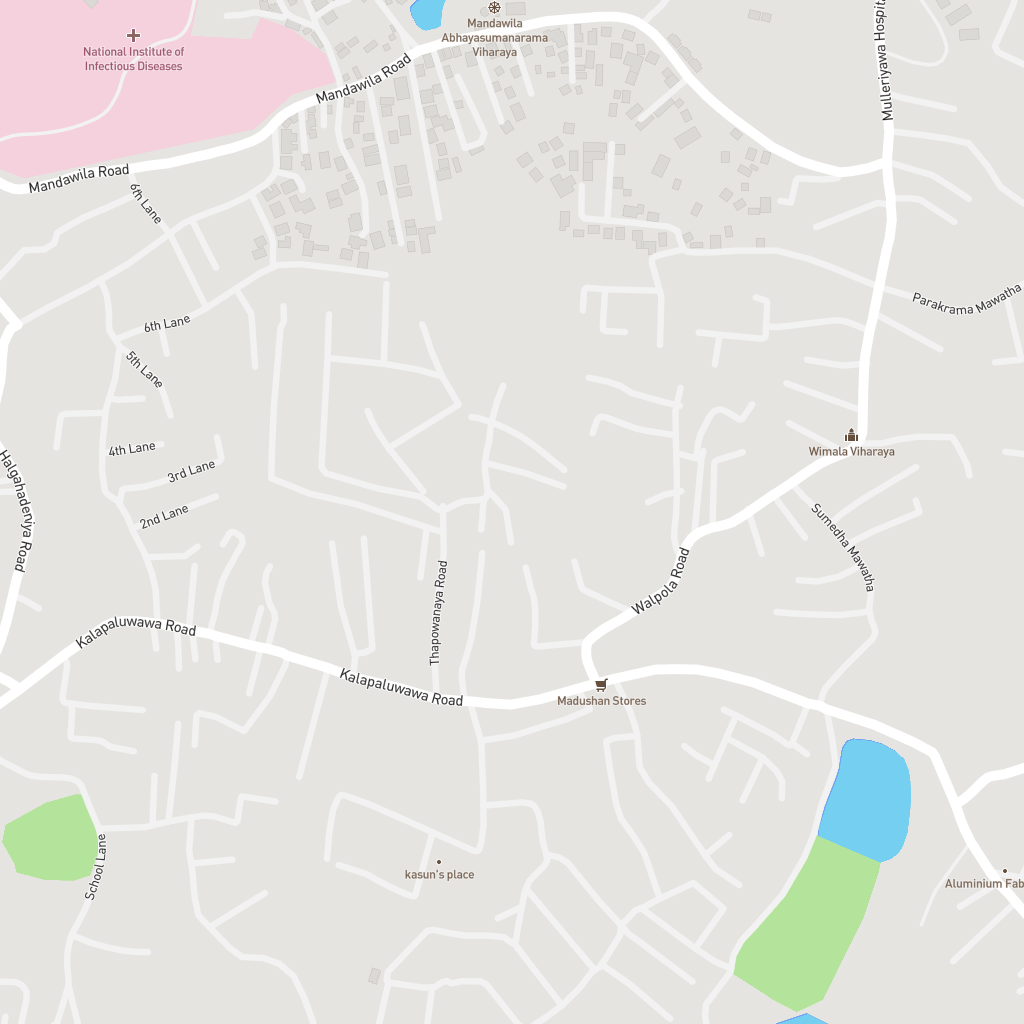 Mandawila
Abhayasumanarama
Viharaya
National Institute of
Infectious Diseases
Mandawila Road
Mulleriyawa Hospit
Mandawila Road
6th Lane
Parakrama Mawatha
6th Lane
5th Lane
4th Lane
3rd Lane
2nd Lane
Wimala Viharaya
Halgahadeniya Road
Sumedha Mawatha
Walpola Road
Thapowanaya Road
Kalapaluwawa Road
Kalapaluwawa Road
Madushan Stores
School Lane
kasun's place
Aluminium Fab